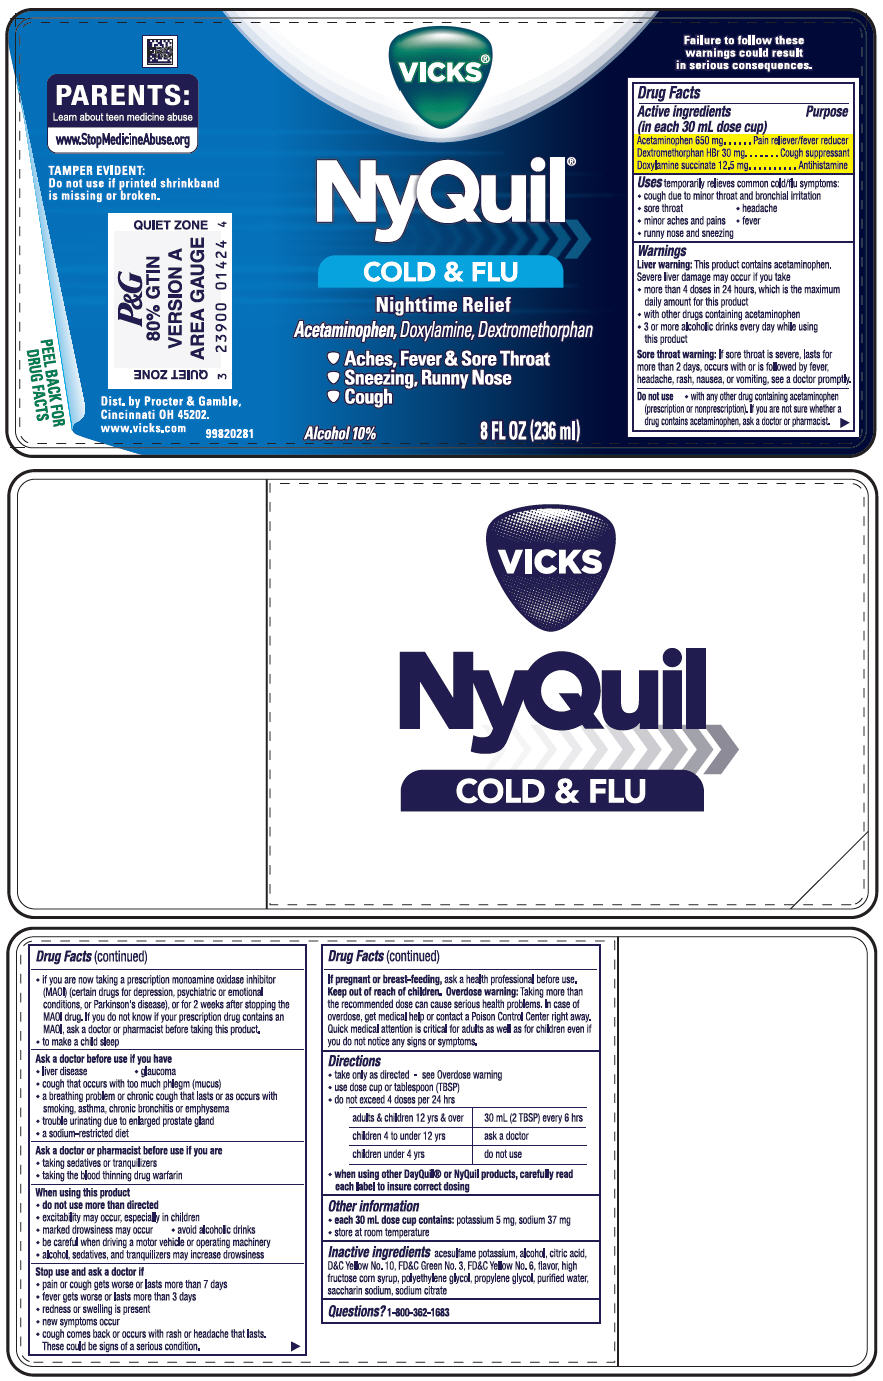 PARENTS:
Learn about teen medicine abuse
www.StopMedicineAbuse.org
TAMPER EVIDENT:
Do not use if printed shrinkband
is missing or broken.
QUIET ZONE
P&G
80% GTIN
VERSION A
AREA GAUGE
QUIET ZONE
3 23900 01424 4
PEEL BACK FOR
DRUG FACTS
Dist. by Procter & Gamble,
Cincinnati OH 45202.
www.vicks.com
99820281
VICKS®
NyQuil®
COLD & FLU
Nighttime Relief
Acetaminophen, Doxylamine, Dextromethorphan
Aches, Fever & Sore Throat
Sneezing, Runny Nose
Cough
Alcohol 10%
8 FL OZ (236 ml)
Failure to follow these
warnings could result
in serious consequences.
Drug Facts
Active ingredients Purpose
(in each 30 mL dose cup)
Acetaminophen 650 mg......Pain reliever/fever reducer
Dextromethorphan HBr 30 mg.......Cough suppressant
Doxylamine succinate 12.5 mg..........Antihistamine
Uses temporarily relieves common cold/flu symptoms:
• cough due to minor throat and bronchial irritation
• sore throat • headache
• minor aches and pains • fever
• runny nose and sneezing
Warnings
Liver warning: This product contains acetaminophen.
Severe liver damage may occur if you take
• more than 4 doses in 24 hours, which is the maximum
daily amount for this product
• with other drugs containing acetaminophen
• 3 or more alcoholic drinks every day while using
this product
Sore throat warning: If sore throat is severe, lasts for
more than 2 days, occurs with or is followed by fever,
headache, rash, nausea, or vomiting, see a doctor promptly.
Do not use • with any other drug containing acetaminophen
(prescription or nonprescription). If you are not sure whether a
drug contains acetaminophen, ask a doctor or pharmacist.
VICKS
NyQuil
COLD & FLU
Drug Facts (continued)
• if you are now taking a prescription monoamine oxidase inhibitor
(MAOI) (certain drugs for depression, psychiatric or emotional
conditions, or Parkinson's disease), or for 2 weeks after stopping the
MAOI drug. If you do not know if your prescription drug contains an
MAOI, ask a doctor or pharmacist before taking this product.
• to make a child sleep
Ask a doctor before use if you have
• liver disease • glaucoma
• cough that occurs with too much phlegm (mucus)
• a breathing problem or chronic cough that lasts or as occurs with
smoking, asthma, chronic bronchitis or emphysema
• trouble urinating due to enlarged prostate gland
• a sodium-restricted diet
Ask a doctor or pharmacist before use if you are
• taking sedatives or tranquilizers
• taking the blood thinning drug warfarin
When using this product
• do not use more than directed
• excitability may occur, especially in children
• marked drowsiness may occur • avoid alcoholic drinks
• be careful when driving a motor vehicle or operating machinery
• alcohol, sedatives, and tranquilizers may increase drowsiness
Stop use and ask a doctor if
• pain or cough gets worse or lasts more than 7 days
• fever gets worse or lasts more than 3 days
• redness or swelling is present
• new symptoms occur
• cough comes back or occurs with rash or headache that lasts.
These could be signs of a serious condition.
Drug Facts (continued)
If pregnant or breast-feeding, ask a health professional before use.
Keep out of reach of children. Overdose warning: Taking more than
the recommended dose can cause serious health problems. In case of
overdose, get medical help or contact a Poison Control Center right away.
Quick medical attention is critical for adults as well as for children even if
you do not notice any signs or symptoms.
Directions
• take only as directed - see Overdose warning
• use dose cup or tablespoon (TBSP)
• do not exceed 4 doses per 24 hrs
adults & children 12 yrs & over 30 mL (2 TBSP) every 6 hrs
children 4 to under 12 yrs ask a doctor
children under 4 yrs do not use
• when using other DayQuil® or NyQuil products, carefully read
each label to insure correct dosing
Other information
• each 30 mL dose cup contains: potassium 5 mg, sodium 37 mg
• store at room temperature
Inactive ingredients acesulfame potassium, alcohol, citric acid,
D&C Yellow No. 10, FD&C Green No. 3, FD&C Yellow No. 6, flavor, high
fructose corn syrup, polyethylene glycol, propylene glycol, purified water,
saccharin sodium, sodium citrate
Questions? 1-800-362-1683